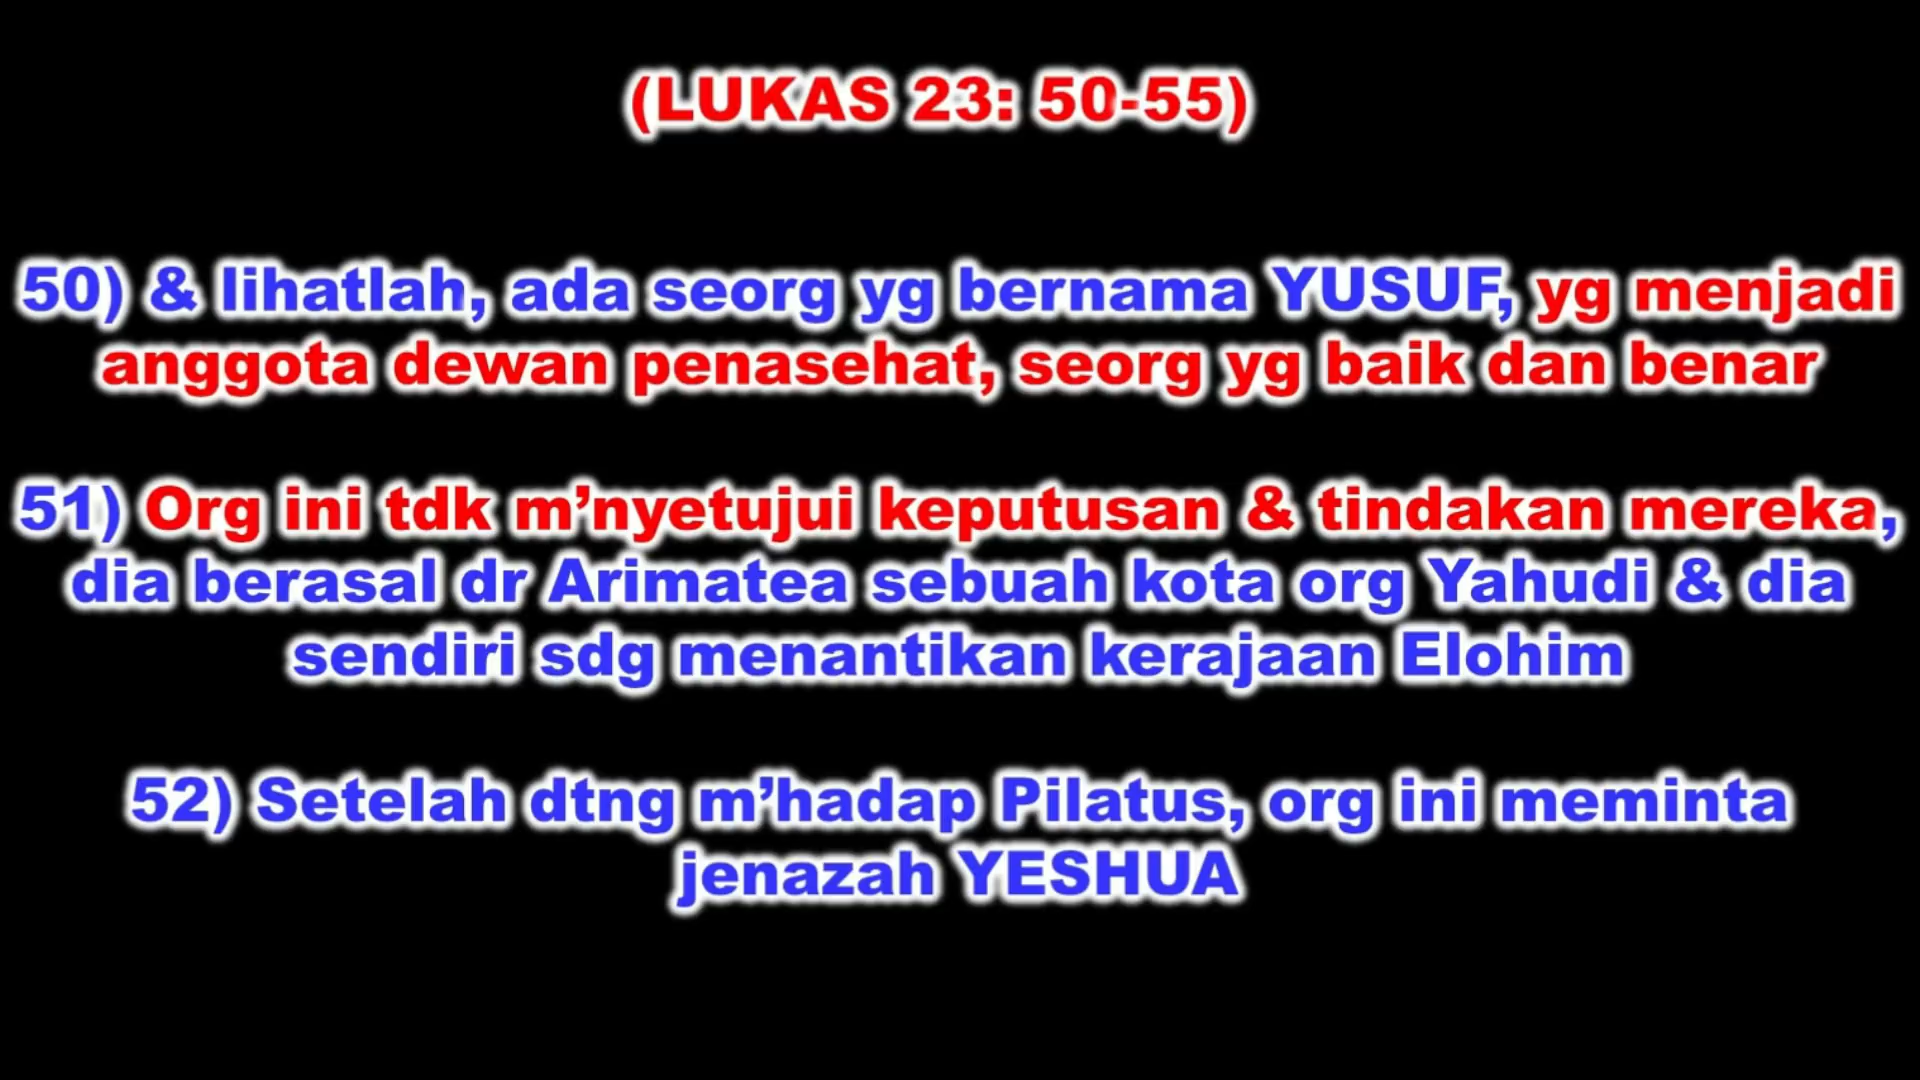 (LUKAS 23: 50-55)
50) & lihatlah, ada seorg yg bernama YUSUF, yg menjadi
anggota dewan penasehat, seorg yg baik dan benar
51) Org ini tdk m’nyetujui keputusan & tindakan mereka,
dia berasal dr Arimatea sebuah kota org Yahudi & dia
sendiri sdg menantikan kerajaan Elohim
52) Setelah dtng m’hadap Pilatus, org ini meminta
jenazah YESHUA